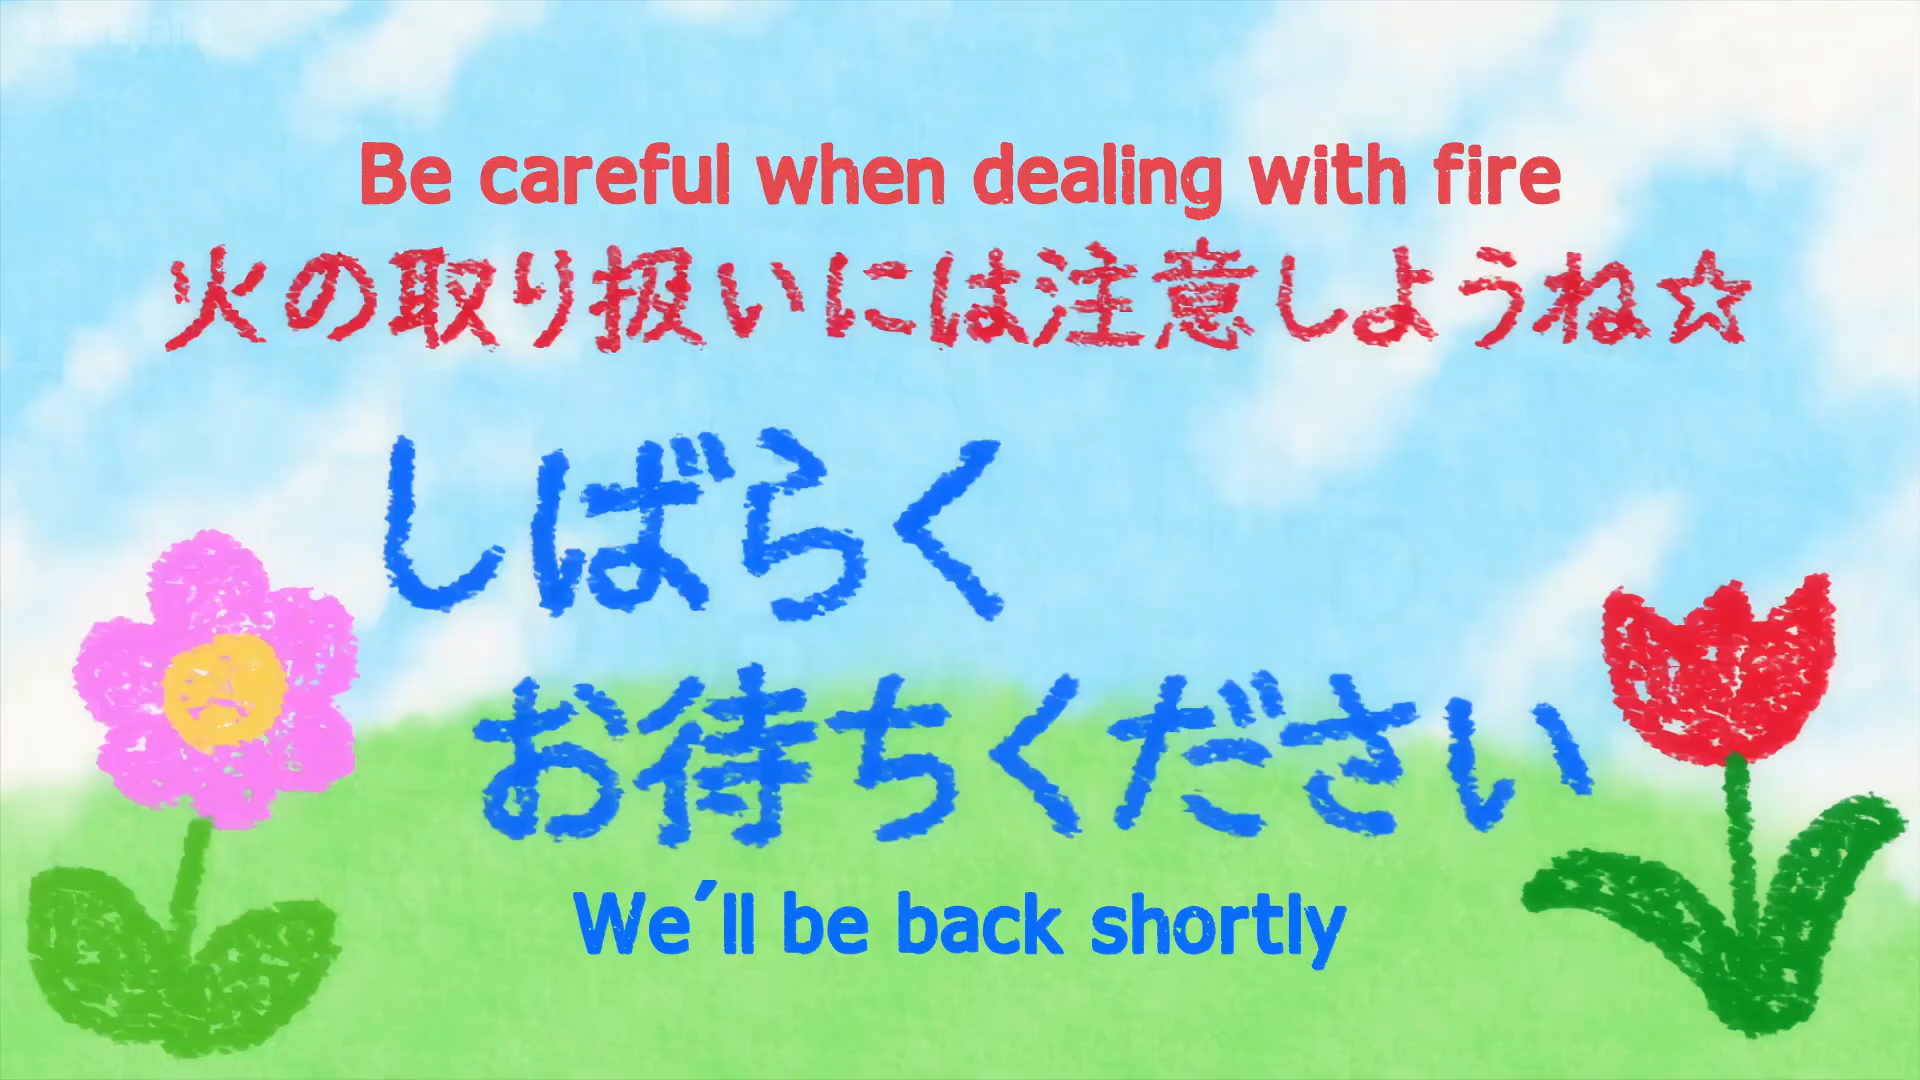 Be careful when dealing with fire
火の取り扱いには注意しようね☆
しばらく
お待ちください
We´ll be back shortly